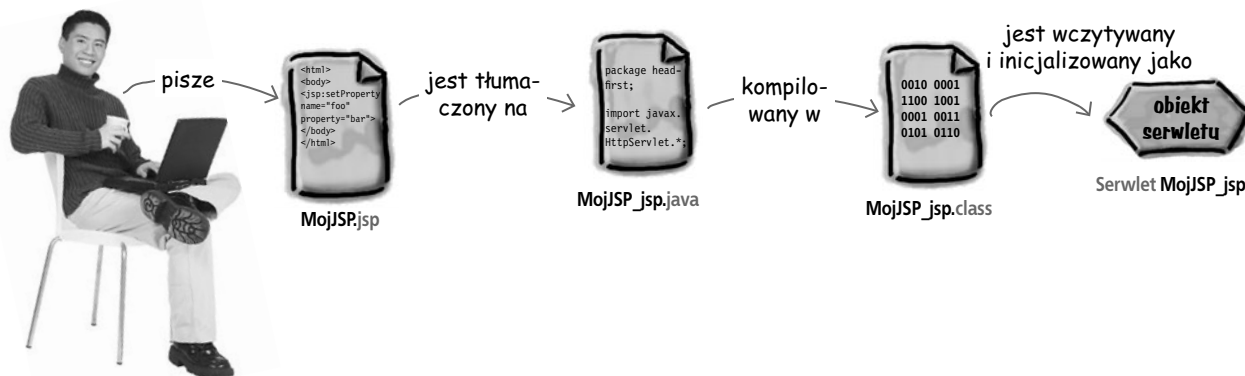 pisze
<html>
<body>
<jsp:setProperty
name="foo"
property="bar">
</body>
</html>
MojJSP.jsp
jest tłuma-
czony na
package head-
first;
import javax.
servlet.
HttpServlet.*;
MojJSP_jsp.java
kompilo-
wany w
0010 0001
1100 1001
0001 0011
0101 0110
MojJSP_jsp.class
jest wczytywany
i inicjalizowany jako
obiekt
serwletu
Serwlet MojJSP_jsp